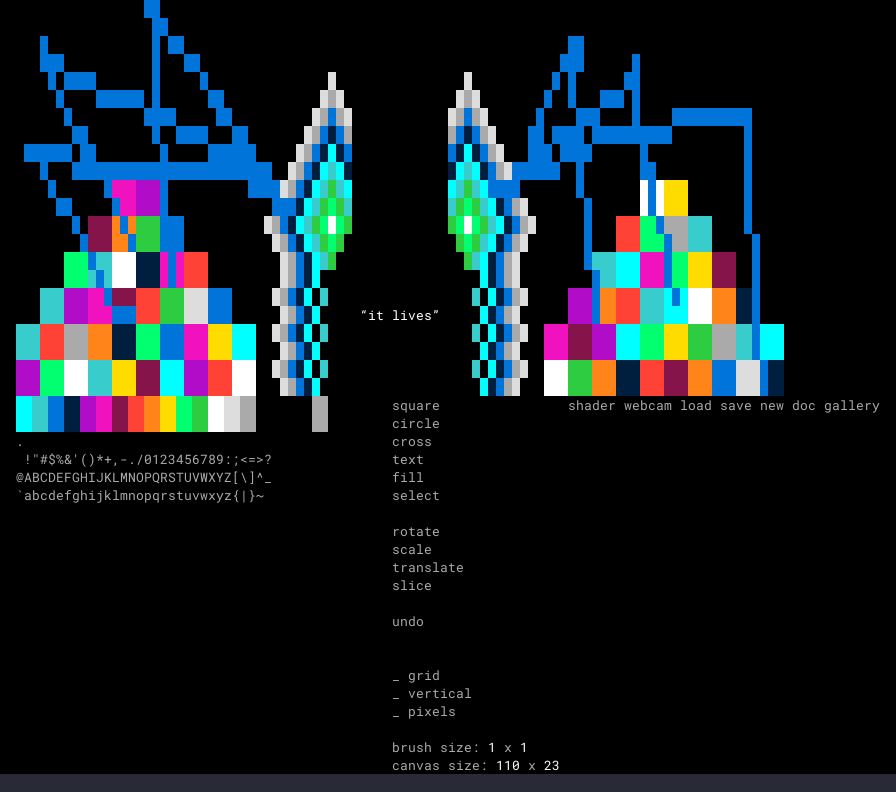 “it lives”
square
circle
cross
text
fill
select
rotate
scale
translate
slice
undo
_ grid
_ vertical
_ pixels
brush size: 1 x 1
canvas size: 110 x 23
shader webcam load save new doc gallery
.
!"#$%&'()*+,-./0123456789:;<=>?
@ABCDEFGHIJKLMNOPQRSTUVWXYZ[\]^_
`abcdefghijklmnopqrstuvwxyz{|}~